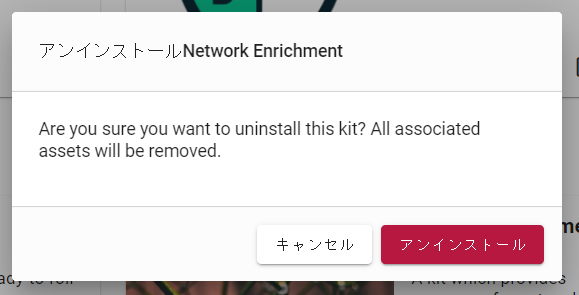 アンインストールNetwork Enrichment
Are you sure you want to uninstall this kit? All associated
assets will be removed.
キャンセル
アンインストール
A kit which provides